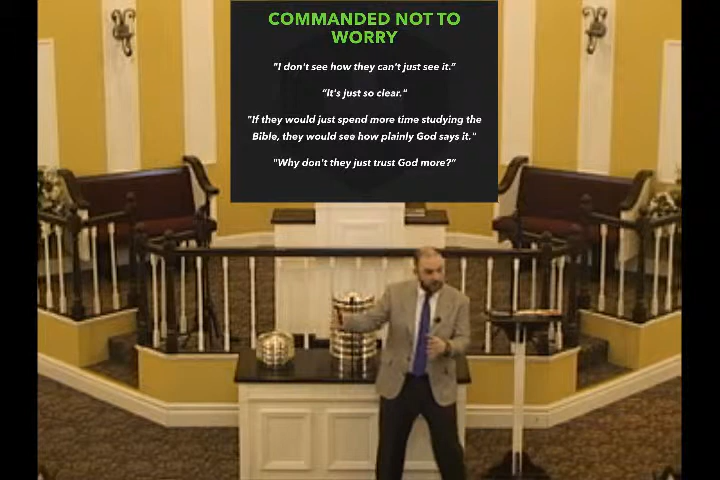 COMMANDED NOT TO
WORRY
"I don't see how they can't just see it."
"It's just so clear."
"If they would just spend more time studying the
Bible, they would see how plainly God says it."
"Why don't they just trust God more?"